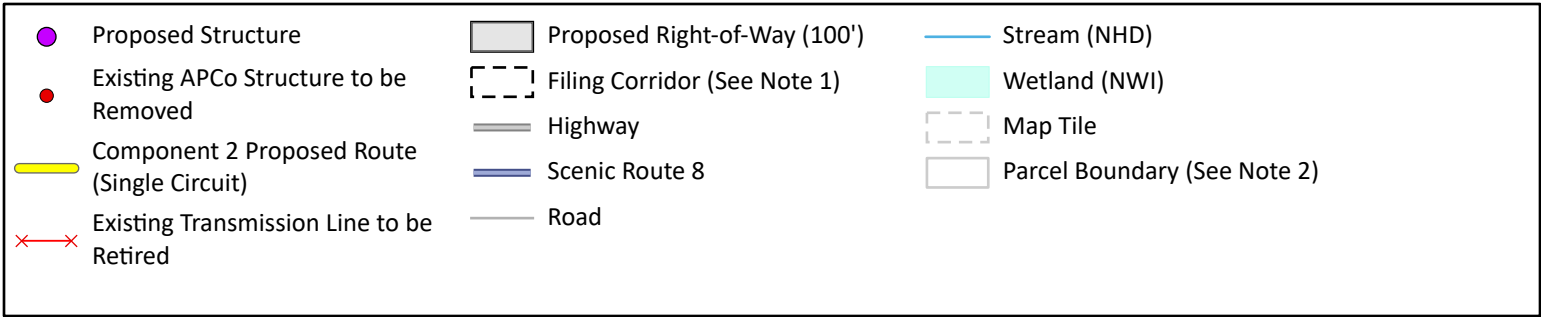 Proposed Structure
Existing APCo Structure to be
Removed
Component 2 Proposed Route
(Single Circuit)
Existing Transmission Line to be
Retired
Proposed Right-of-Way (100')
Filing Corridor (See Note 1)
Highway
Scenic Route 8
Road
Stream (NHD)
Wetland (NWI)
Map Tile
Parcel Boundary (See Note 2)